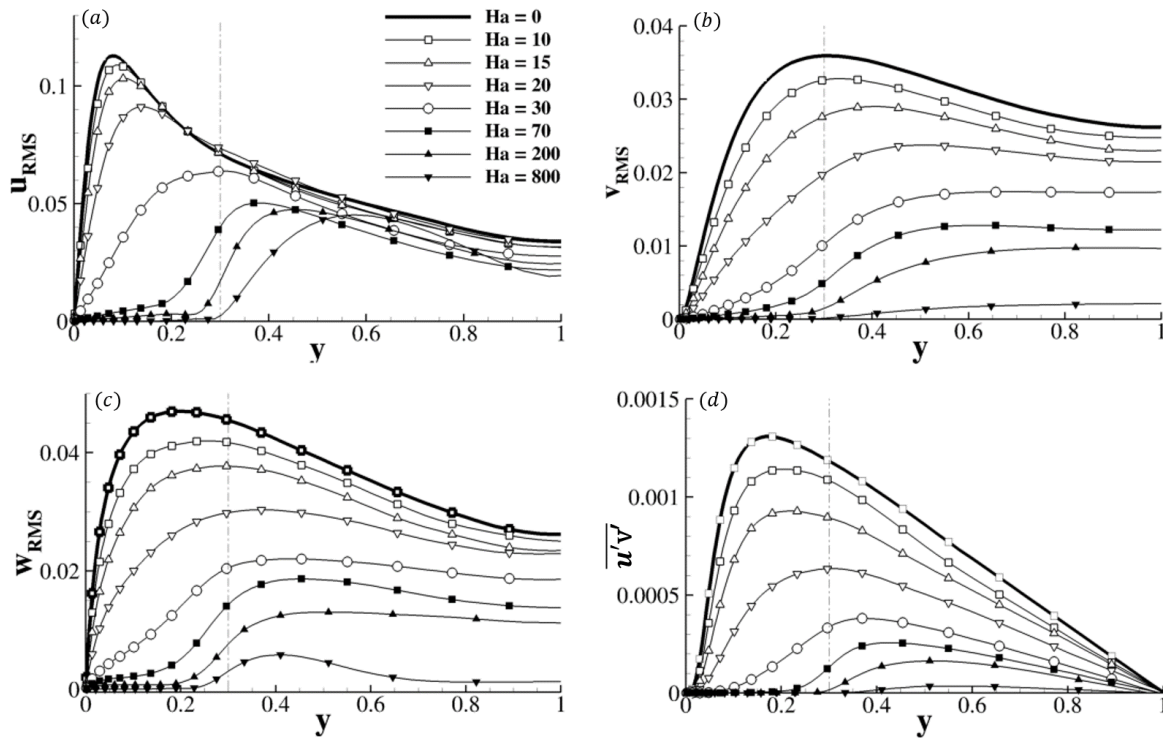 (a)
u_RMS
0.1
0.05
0
0 0.2 0.4 0.6 0.8 1
y
Ha = 0
Ha = 10
Ha = 15
Ha = 20
Ha = 30
Ha = 70
Ha = 200
Ha = 800
(b)
v_RMS
0.04
0.03
0.02
0.01
0
0 0.2 0.4 0.6 0.8 1
y
(c)
w_RMS
0.04
0.02
0
0 0.2 0.4 0.6 0.8 1
y
(d)
u'v'
0.0015
0.001
0.0005
0
0 0.2 0.4 0.6 0.8 1
y